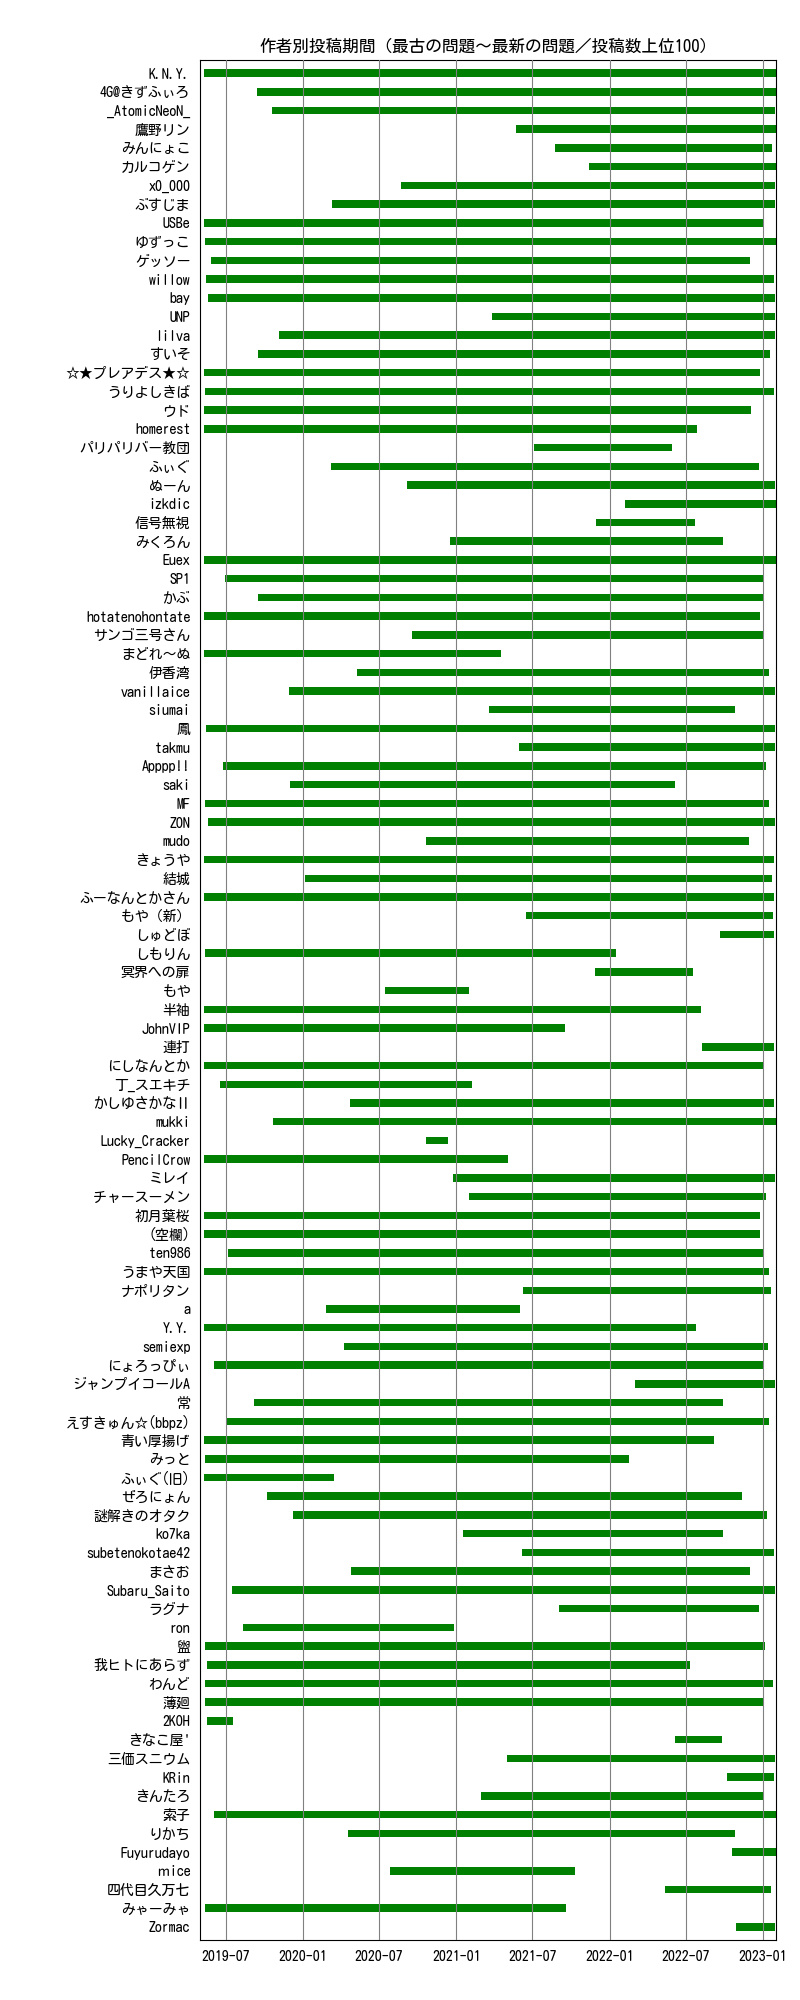 作者別投稿期間（最古の問題～最新の問題／投稿数上位100）
K.N.Y.
4G@きずふぃろ
_AtomicNeoN_
鷹野リン
みんにょこ
カルコゲン
x0_000
ぶすじま
USBe
ゆずっこ
ゲッソー
willow
bay
UNP
lilva
すいそ
☆★プレアデス★☆
うりよしきば
ウド
homerest
パリパリバー教団
ふぃぐ
ぬーん
izkdic
信号無視
みくろん
Euex
SP1
かぶ
hotatenohontate
サンゴ三号さん
まどれ～ぬ
伊香湾
vanillaice
siumai
鳳
takmu
Appppll
saki
MF
ZON
mudo
きょうや
結城
ふーなんとかさん
もや（新）
しゅどぼ
しもりん
冥界への扉
もや
半袖
JohnVIP
連打
にしなんとか
丁_スエキチ
かしゆさかなⅡ
mukki
Lucky_Cracker
PencilCrow
ミレイ
チャースーメン
初月葉桜
(空欄)
ten986
うまや天国
ナポリタン
a
Y.Y.
semiexp
にょろっぴぃ
ジャンプイコールA
常
えすきゅん☆(bbpz)
青い厚揚げ
みっと
ふぃぐ(旧)
ぜろにょん
謎解きのオタク
ko7ka
subetenokotae42
まさお
Subaru_Saito
ラグナ
ron
盥
我ヒトにあらず
わんど
薄廻
2KOH
きなこ屋'
三価スニウム
KRin
きんたろ
索子
りかち
Fuyurudayo
mice
四代目久万七
みゃーみゃ
Zormac
2019-07 2020-01 2020-07 2021-01 2021-07 2022-01 2022-07 2023-01